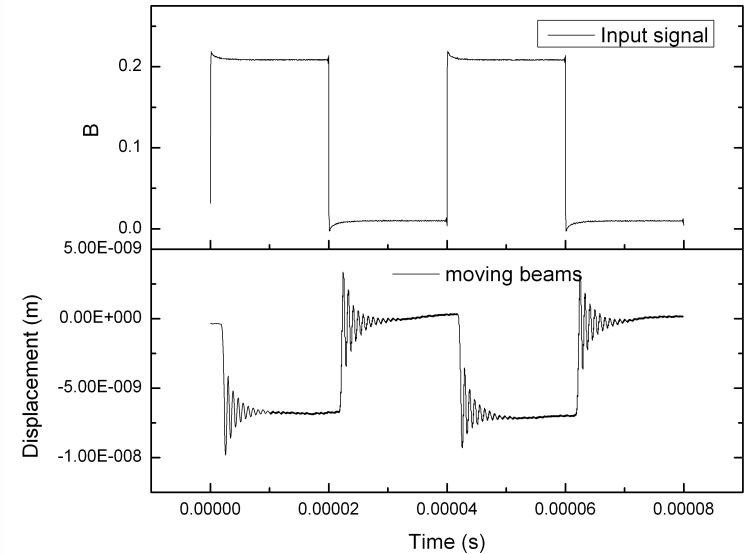 Input signal
0.2
B
0.1
0.0
5.00E-009
moving beams
0.00E+000
Displacement (m)
-5.00E-009
-1.00E-008
0.00000 0.00002 0.00004 0.00006 0.00008
Time (s)